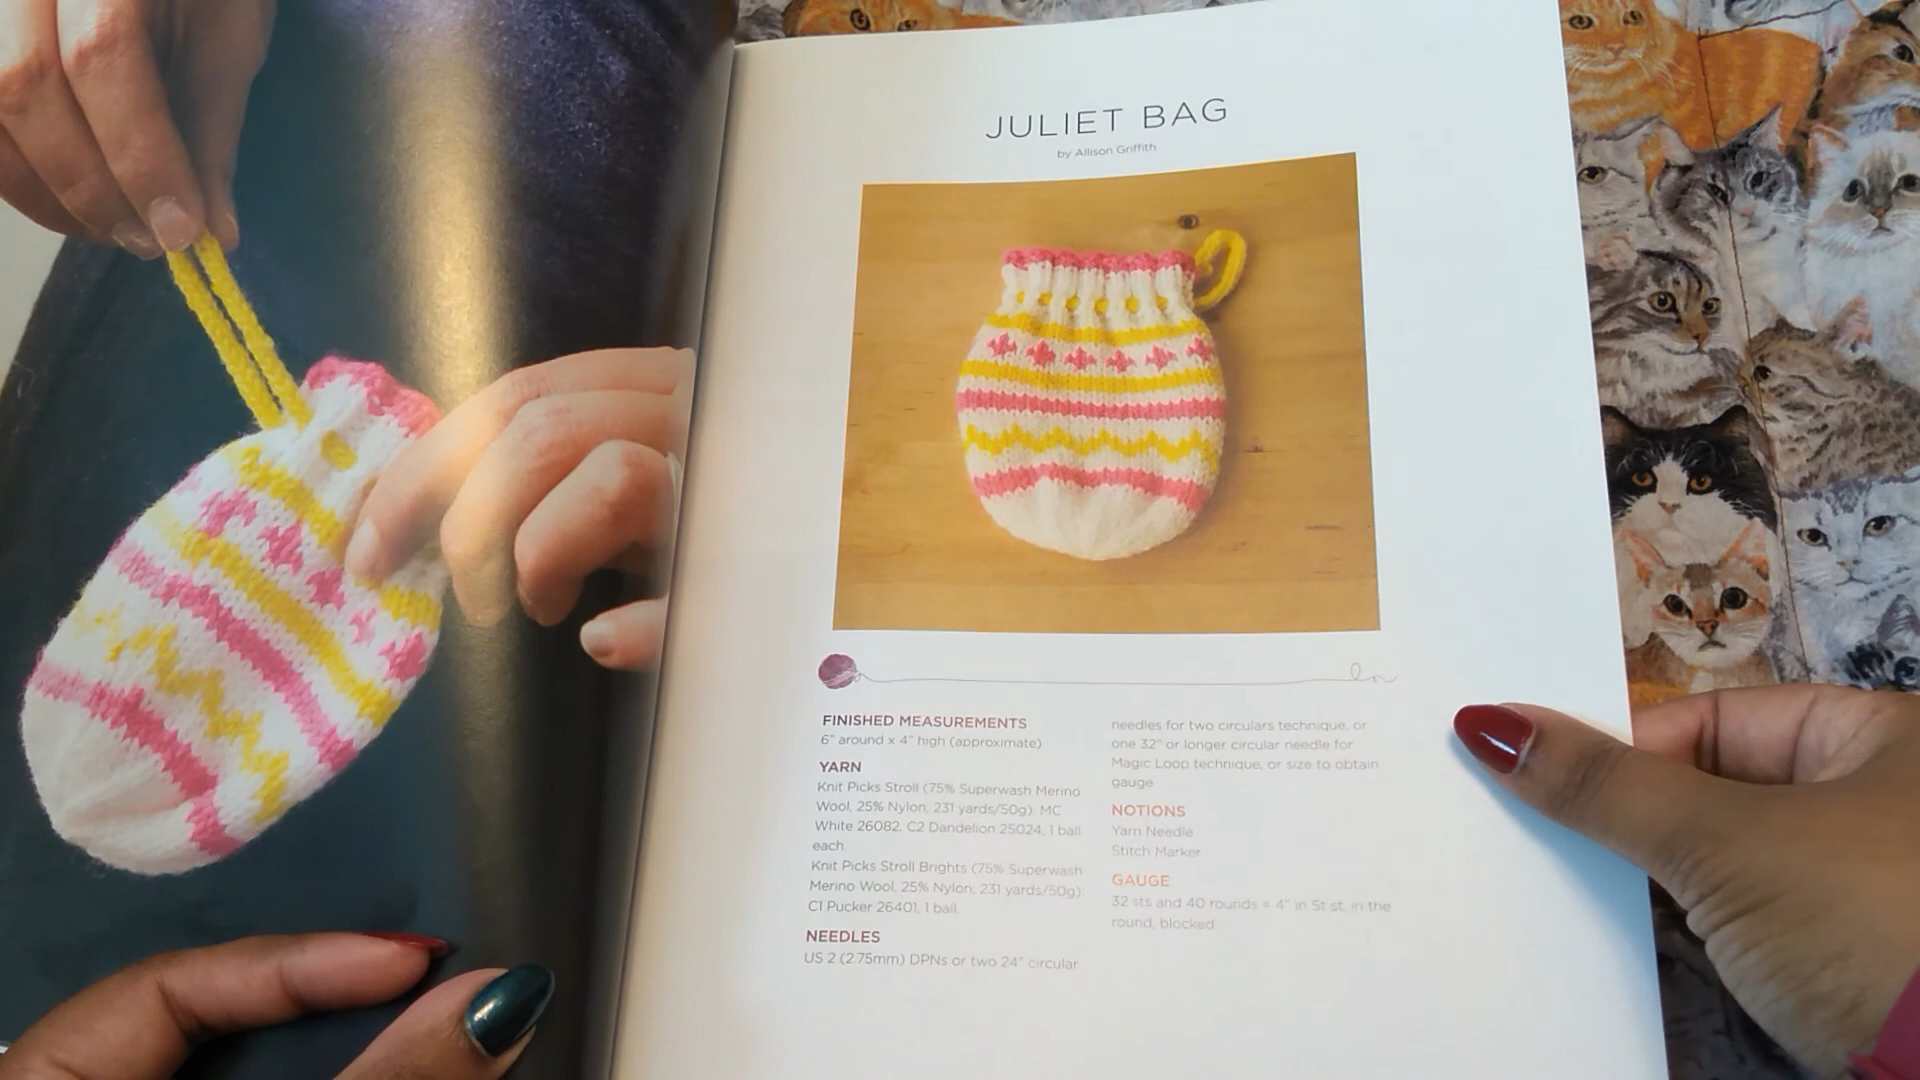 JULIET BAG
by Allison Griffith
FINISHED MEASUREMENTS
6" around x 4" high (approximate)
YARN
Knit Picks Stroll (75% Superwash Merino
Wool, 25% Nylon; 231 yards/50g): MC
White 26082, C2 Dandelion 25024, 1 ball
each.
Knit Picks Stroll Brights (75% Superwash
Merino Wool, 25% Nylon; 231 yards/50g):
C1 Pucker 26401, 1 ball.
NEEDLES
US 2 (2.75mm) DPNs or two 24" circular
needles for two circulars technique, or
one 32" or longer circular needle for
Magic Loop technique, or size to obtain
gauge
NOTIONS
Yarn Needle
Stitch Marker
GAUGE
32 sts and 40 rounds = 4" in St st, in the
round, blocked.